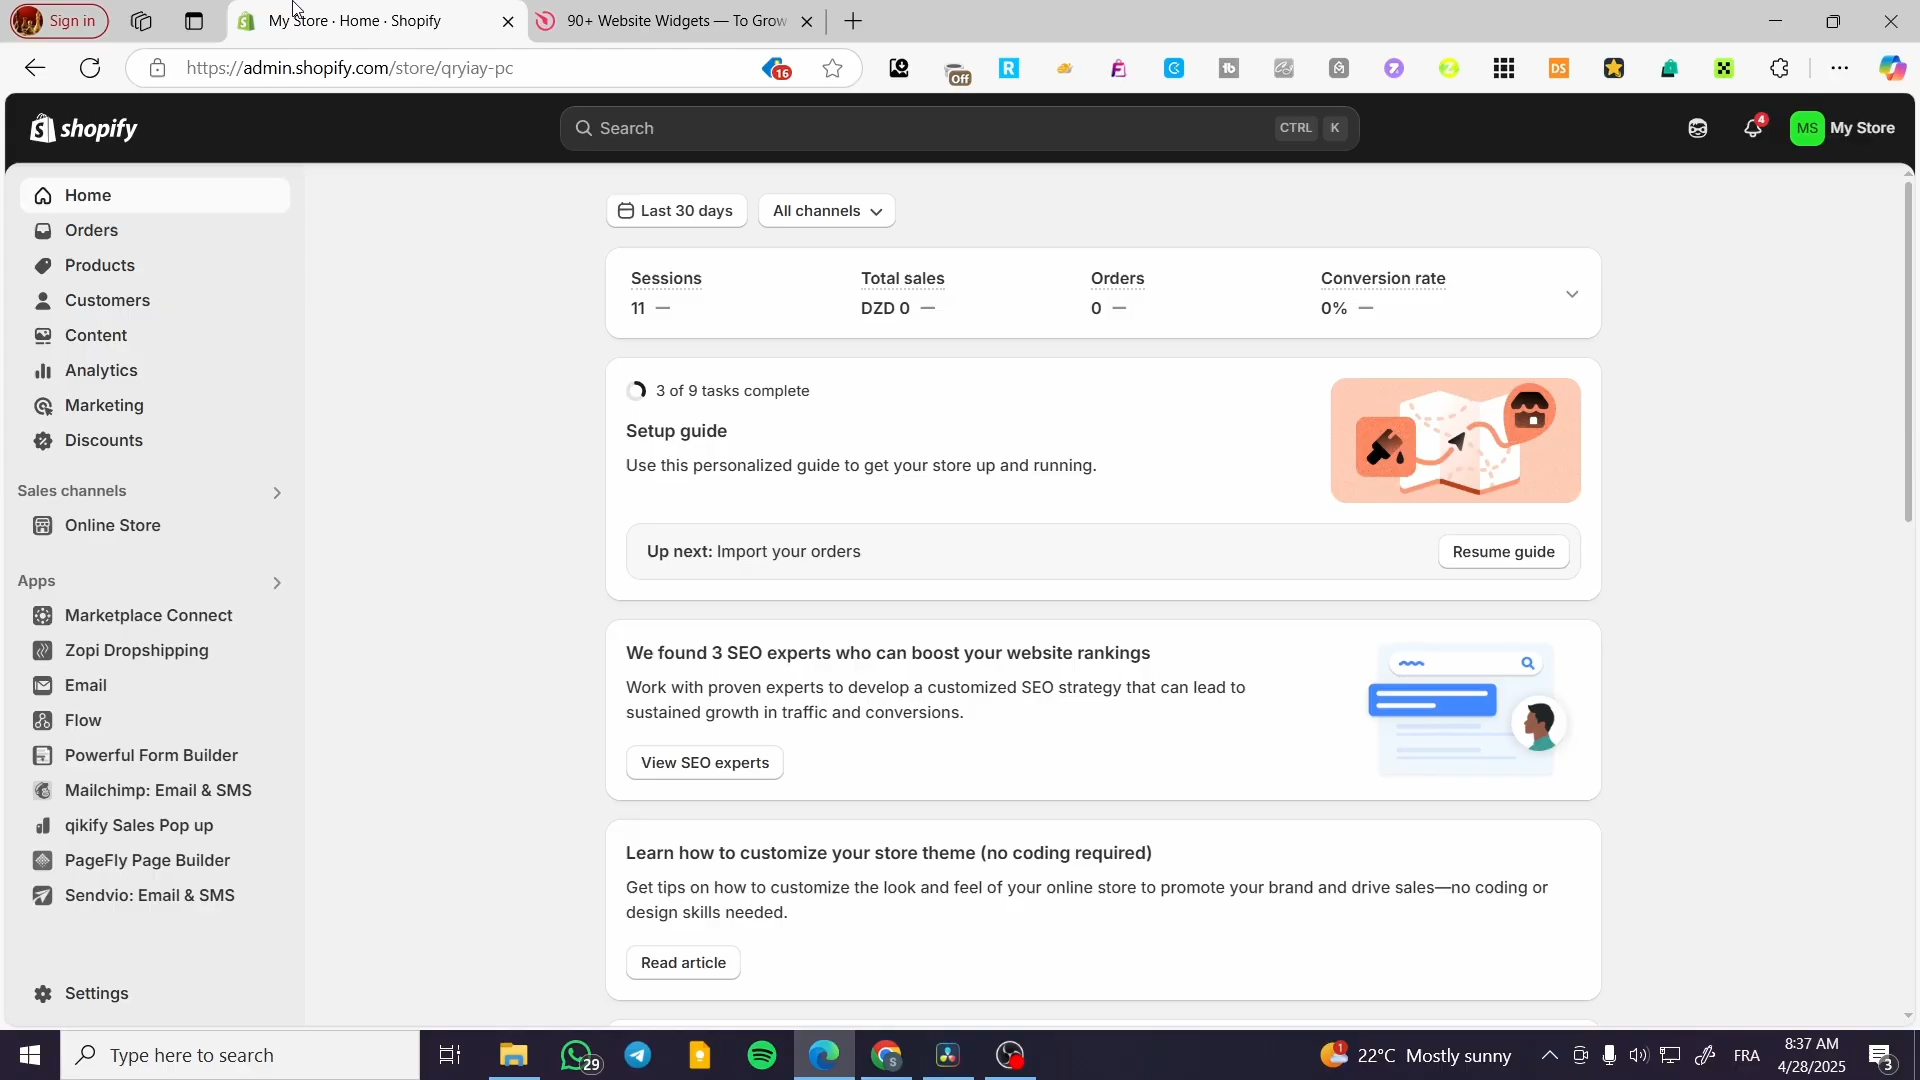 Sign in
My Store · Home · Shopify
90+ Website Widgets — To Grow
https://admin.shopify.com/store/qryiay-pc
16
Off
DS
shopify
Search
CTRL K
4
MS
My Store
Home
Orders
Products
Customers
Content
Analytics
Marketing
Discounts
Sales channels
Online Store
Apps
Marketplace Connect
Zopi Dropshipping
Email
Flow
Powerful Form Builder
Mailchimp: Email & SMS
qikify Sales Pop up
PageFly Page Builder
Sendvio: Email & SMS
Settings
Last 30 days
All channels
Sessions
11 —
Total sales
DZD 0 —
Orders
0 —
Conversion rate
0% —
3 of 9 tasks complete
Setup guide
Use this personalized guide to get your store up and running.
Up next: Import your orders
Resume guide
We found 3 SEO experts who can boost your website rankings
Work with proven experts to develop a customized SEO strategy that can lead to
sustained growth in traffic and conversions.
View SEO experts
Learn how to customize your store theme (no coding required)
Get tips on how to customize the look and feel of your online store to promote your brand and drive sales—no coding or
design skills needed.
Read article
Type here to search
29
1
22°C Mostly sunny
FRA
8:37 AM
4/28/2025
3